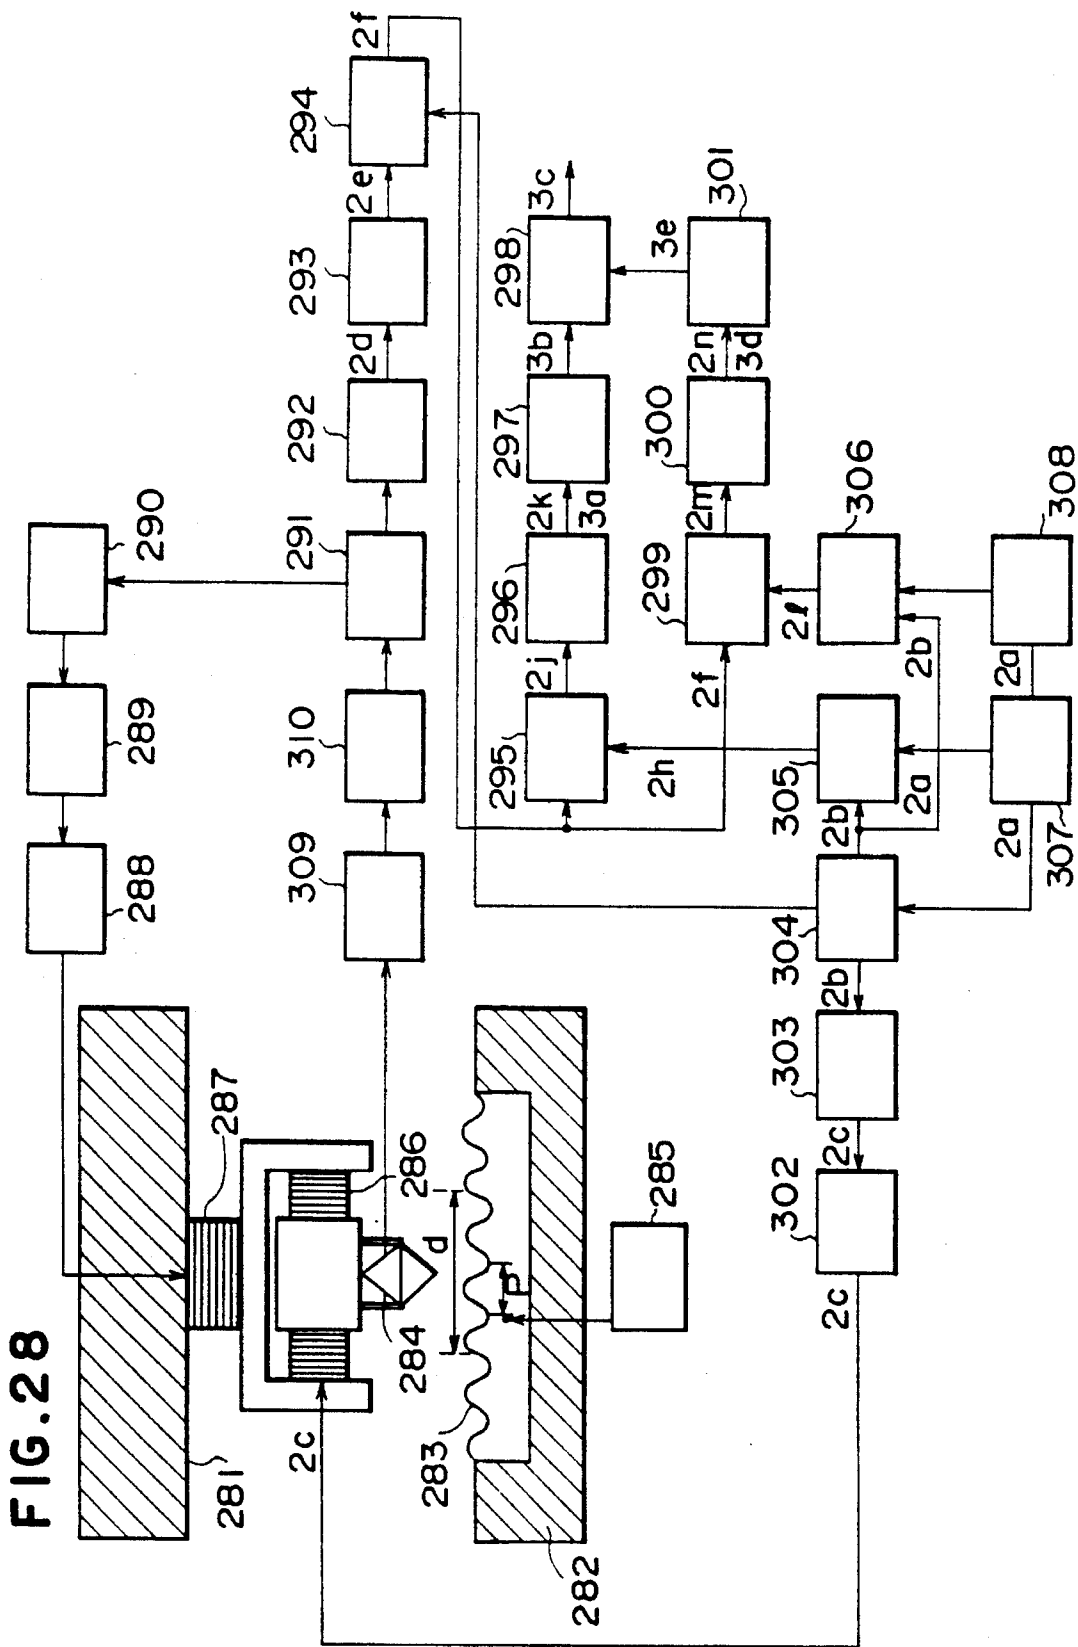 FIG.28
281
287
2c
284
286
d
P
283
282
285
288
289
290
309
310
291
292
2d
293
2e
294
2f
295
2j
296
2k
3a
297
3b
298
3c
2h
2f
299
2m
300
2n
3d
301
3e
2ℓ
302
2c
2c
303
2b
304
2b
305
2a
2b
306
2a
307
2a
308